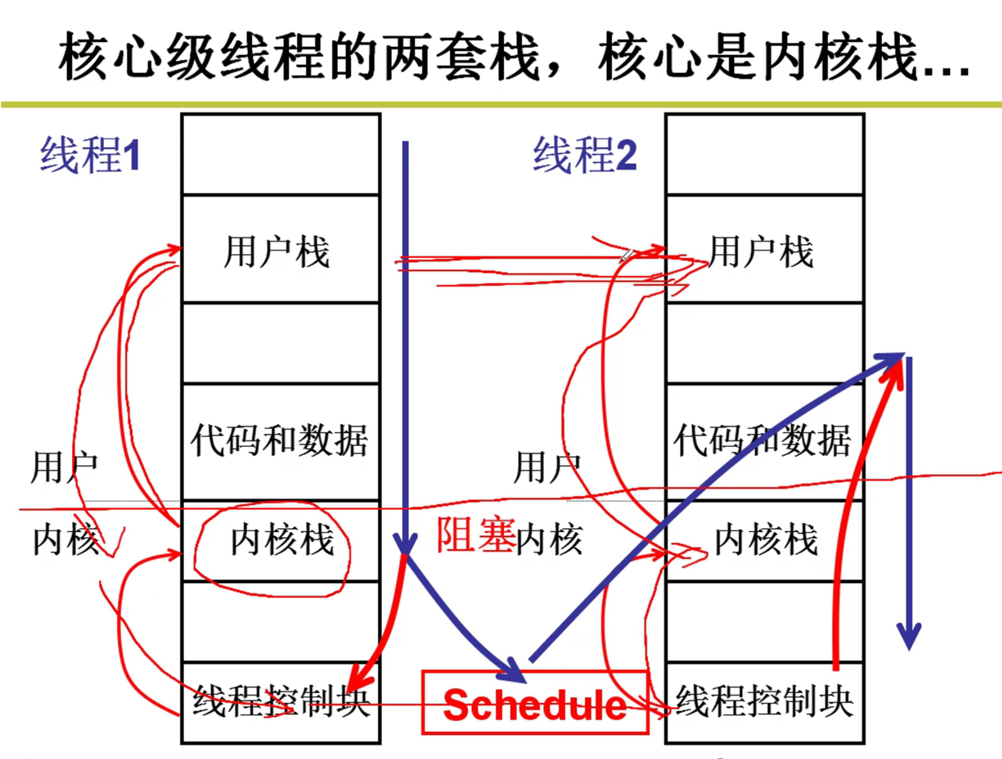 核心级线程的两套栈，核心是内核栈…
线程1
线程2
用户栈
用户栈
代码和数据
代码和数据
用户
用户
内核
内核栈
阻塞
内核
内核栈
线程控制块
Schedule
线程控制块